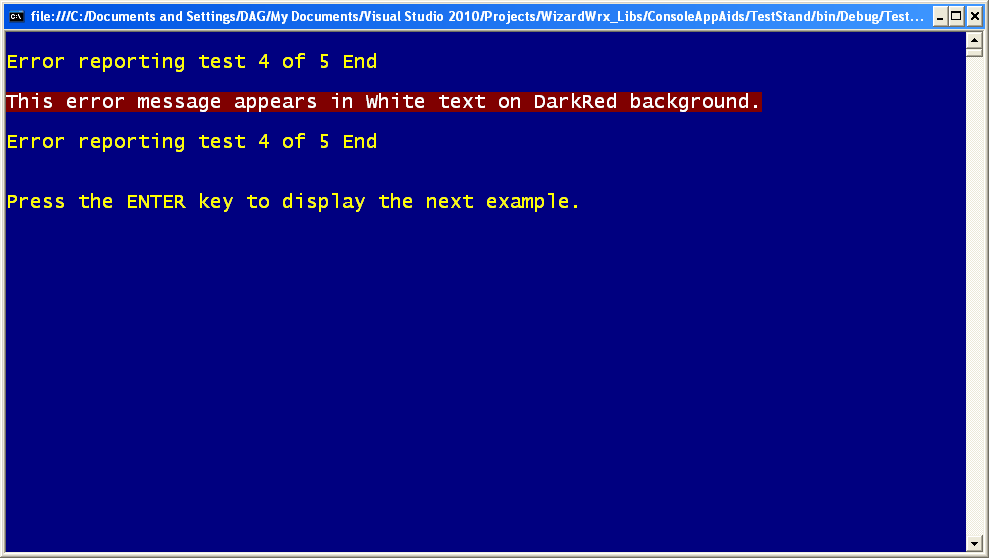 file:///C:/Documents and Settings/DAG/My Documents/Visual Studio 2010/Projects/WizardWrx_Libs/ConsoleAppAids/TestStand/bin/Debug/Test...
Error reporting test 4 of 5 End
This error message appears in White text on DarkRed background.
Error reporting test 4 of 5 End
Press the ENTER key to display the next example.